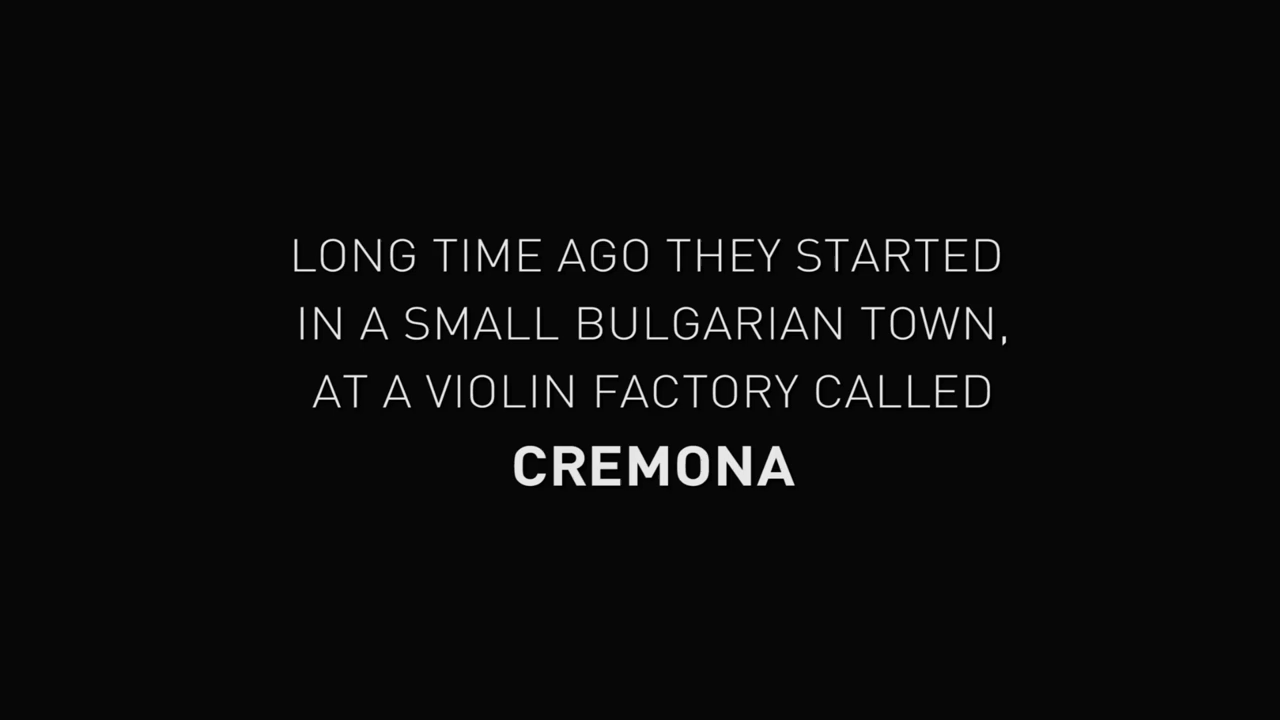 LONG TIME AGO THEY STARTED
IN A SMALL BULGARIAN TOWN,
AT A VIOLIN FACTORY CALLED
CREMONA